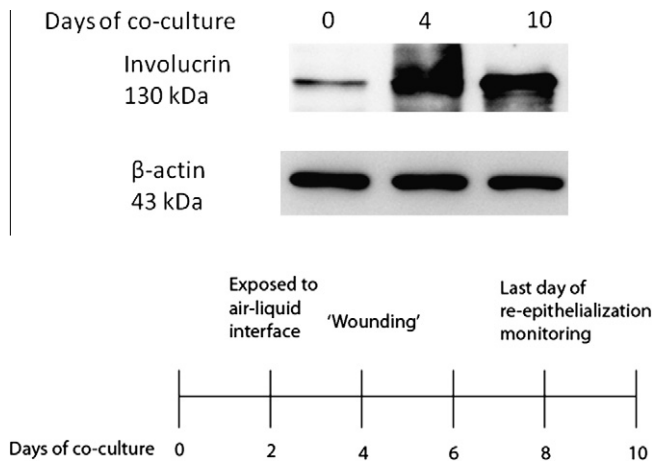 Days of co-culture 0 4 10
Involucrin
130 kDa
β-actin
43 kDa
Exposed to
air-liquid
interface
'Wounding'
Last day of
re-epithelialization
monitoring
Days of co-culture 0 2 4 6 8 10